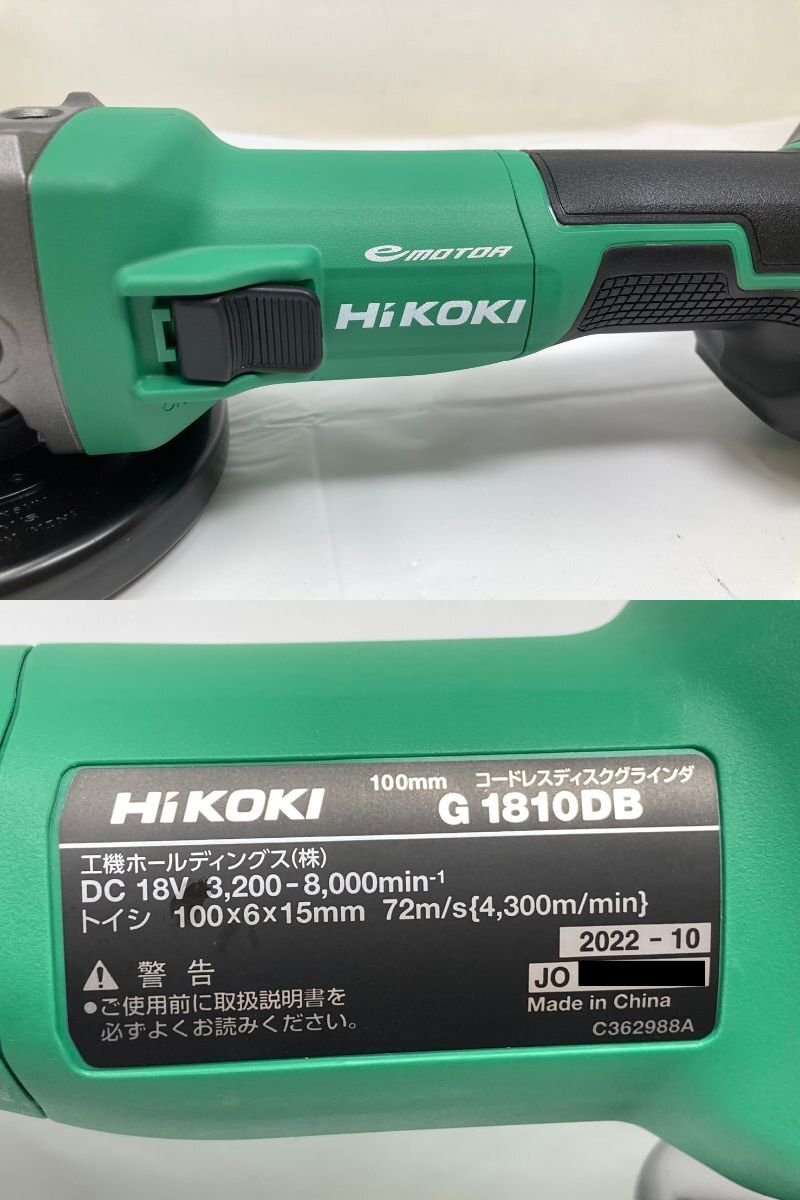 eMOTOR
HiKOKI
100mm コードレスディスクグラインダ
HiKOKI G 1810DB
工機ホールディングス(株)
DC 18V 3,200-8,000min-1
トイシ 100×6×15mm 72m/s{4,300m/min}
2022 - 10
JO
警 告
●ご使用前に取扱説明書を
必ずよくお読みください。
Made in China
C362988A